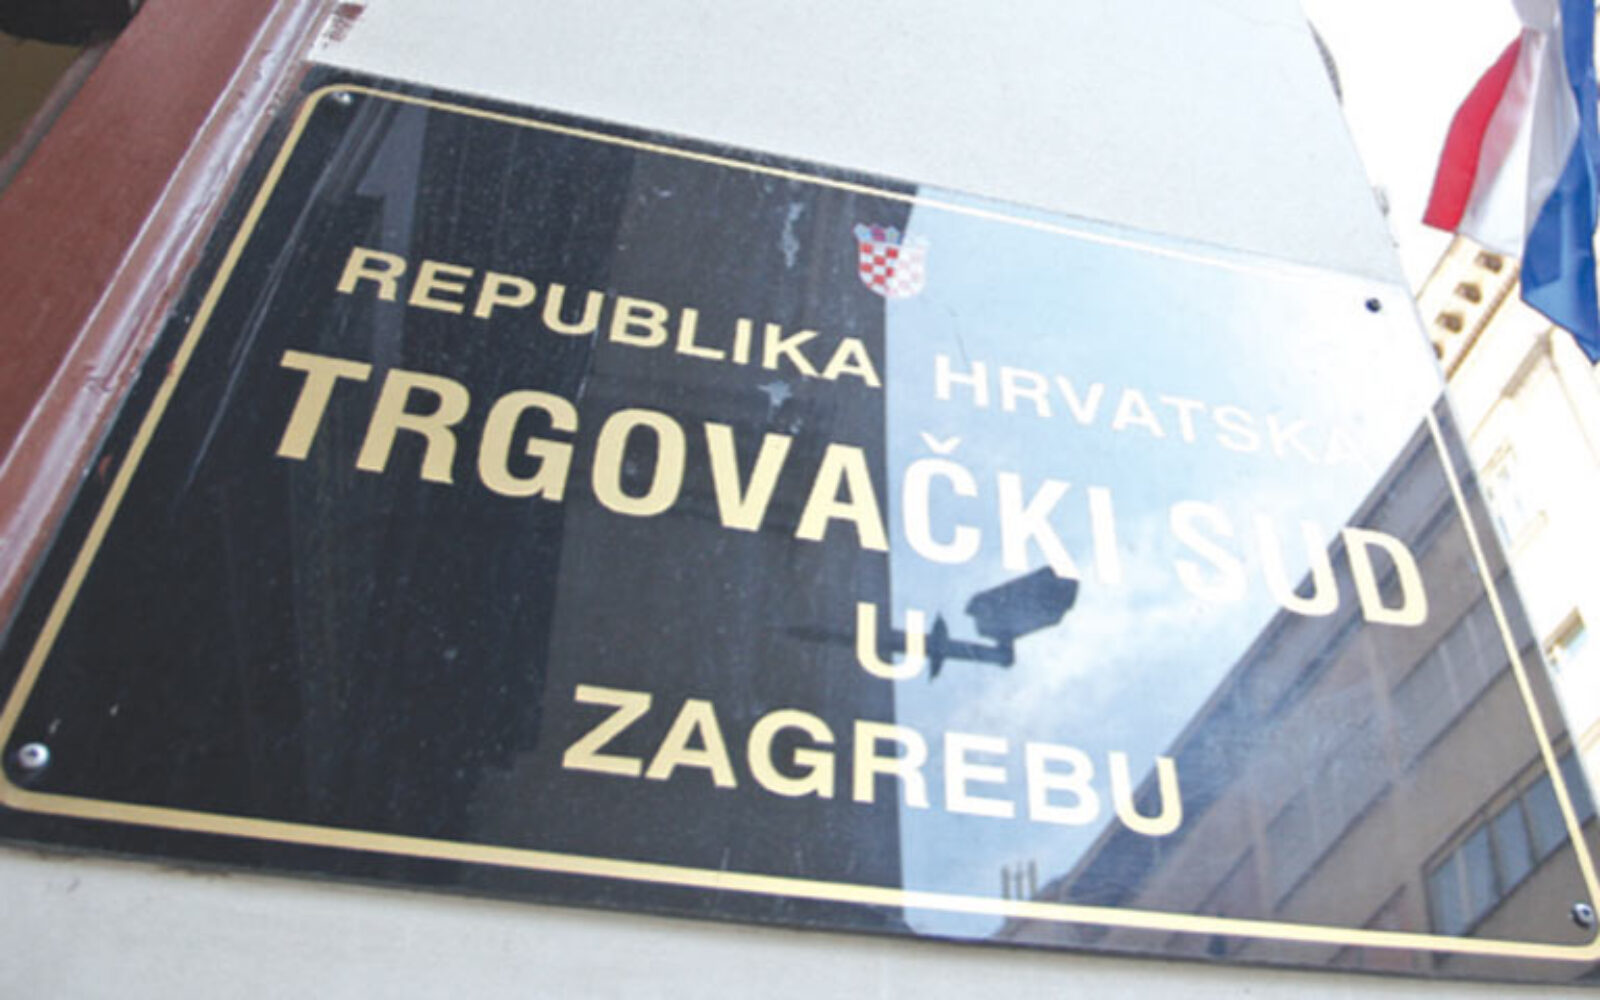 REPUBLIKA HRVATSKA
TRGOVAČKI SUD
U
ZAGREBU